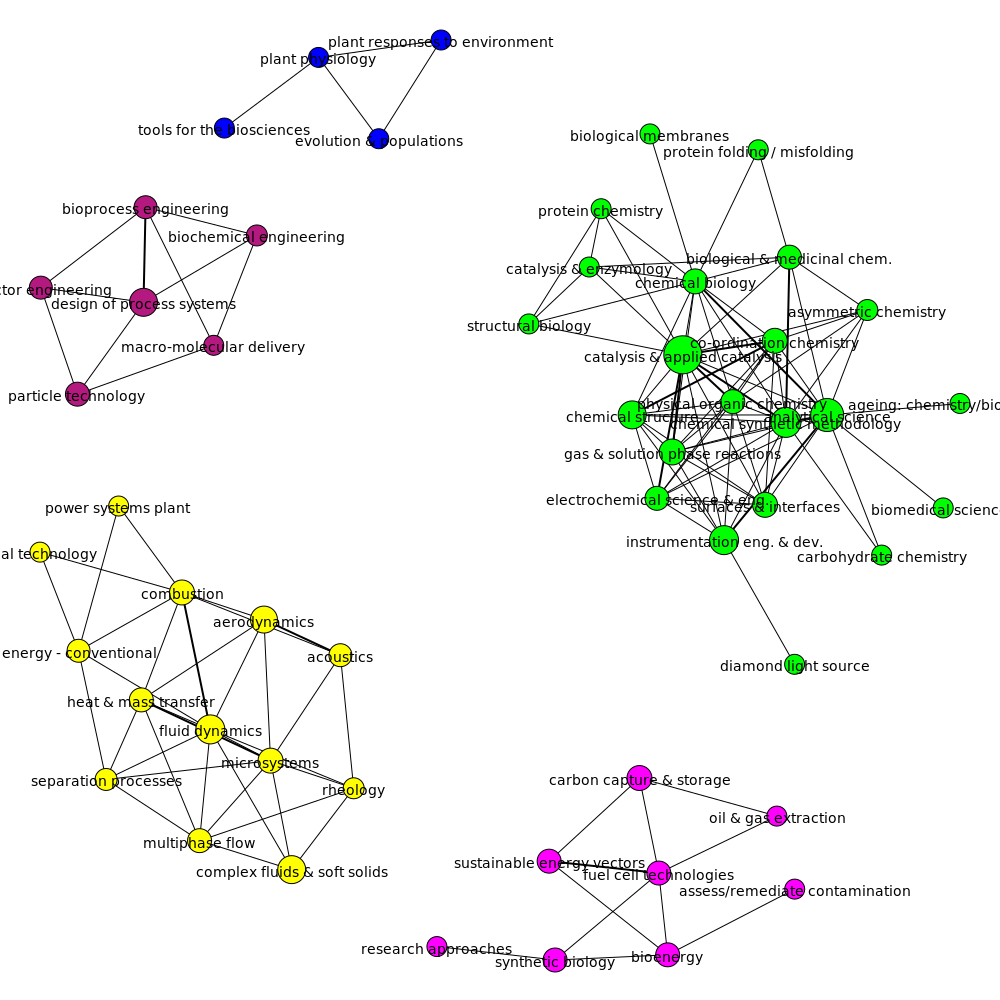 plant responses to environment
plant physiology
tools for the biosciences
evolution & populations
biological membranes
protein folding / misfolding
bioprocess engineering
protein chemistry
biochemical engineering
biological & medicinal chem.
catalysis & enzymology
chemical biology
ctor engineering
design of process systems
asymmetric chemistry
structural biology
co-ordination chemistry
macro-molecular delivery
catalysis & applied catalysis
particle technology
physical organic chemistry
ageing: chemistry/bio
chemical structure
analytical science
chemical synthetic methodology
gas & solution phase reactions
electrochemical science & eng.
surfaces & interfaces
power systems plant
biomedical science
instrumentation eng. & dev.
al technology
carbohydrate chemistry
combustion
aerodynamics
energy - conventional
acoustics
diamond light source
heat & mass transfer
fluid dynamics
microsystems
separation processes
carbon capture & storage
rheology
oil & gas extraction
multiphase flow
sustainable energy vectors
complex fluids & soft solids
fuel cell technologies
assess/remediate contamination
research approaches
bioenergy
synthetic biology